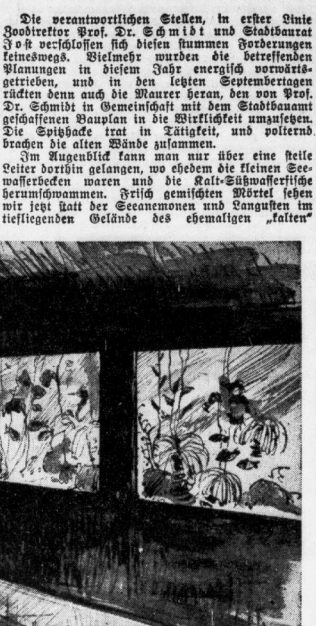 Die verantwortlichen Stellen, in erster Linie
Zoodirektor Prof. Dr. Schmidt und Stadtbaurat
Jost verschlossen sich diesen stummen Forderungen
keineswegs. Vielmehr wurden die betreffenden
Planungen in diesem Jahr energisch vorwärts-
getrieben, und in den letzten Septembertagen
rückten denn auch die Maurer heran, den von Prof.
Dr. Schmidt in Gemeinschaft mit dem Stadtbauamt
geschaffenen Bauplan in die Wirklichkeit umzusetzen.
Die Spitzhacke trat in Tätigkeit, und polternd
brachen die alten Wände zusammen.
Im Augenblick kann man nur über eine steile
Leiter dorthin gelangen, wo ehedem die kleinen See-
wasserbecken waren und die Kalt-Süßwasserfische
herumschwammen. Frisch gemischten Mörtel sehen
wir jetzt statt der Seeanemonen und Langusten im
tiefliegenden Gelände des ehemaligen „kalten"